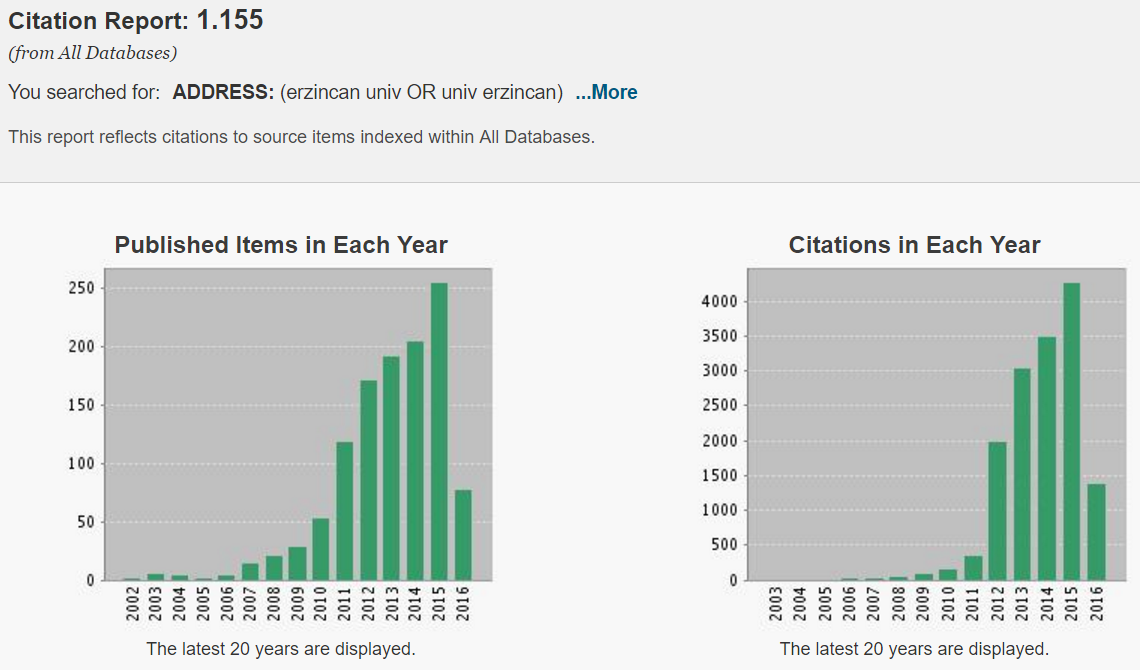 Citation Report: 1.155
(from All Databases)
You searched for: ADDRESS: (erzincan univ OR univ erzincan) ...More
This report reflects citations to source items indexed within All Databases.
Published Items in Each Year
250
200
150
100
50
0
2002 2003 2004 2005 2006 2007 2008 2009 2010 2011 2012 2013 2014 2015 2016
The latest 20 years are displayed.
Citations in Each Year
4000
3500
3000
2500
2000
1500
1000
500
0
2003 2004 2005 2006 2007 2008 2009 2010 2011 2012 2013 2014 2015 2016
The latest 20 years are displayed.